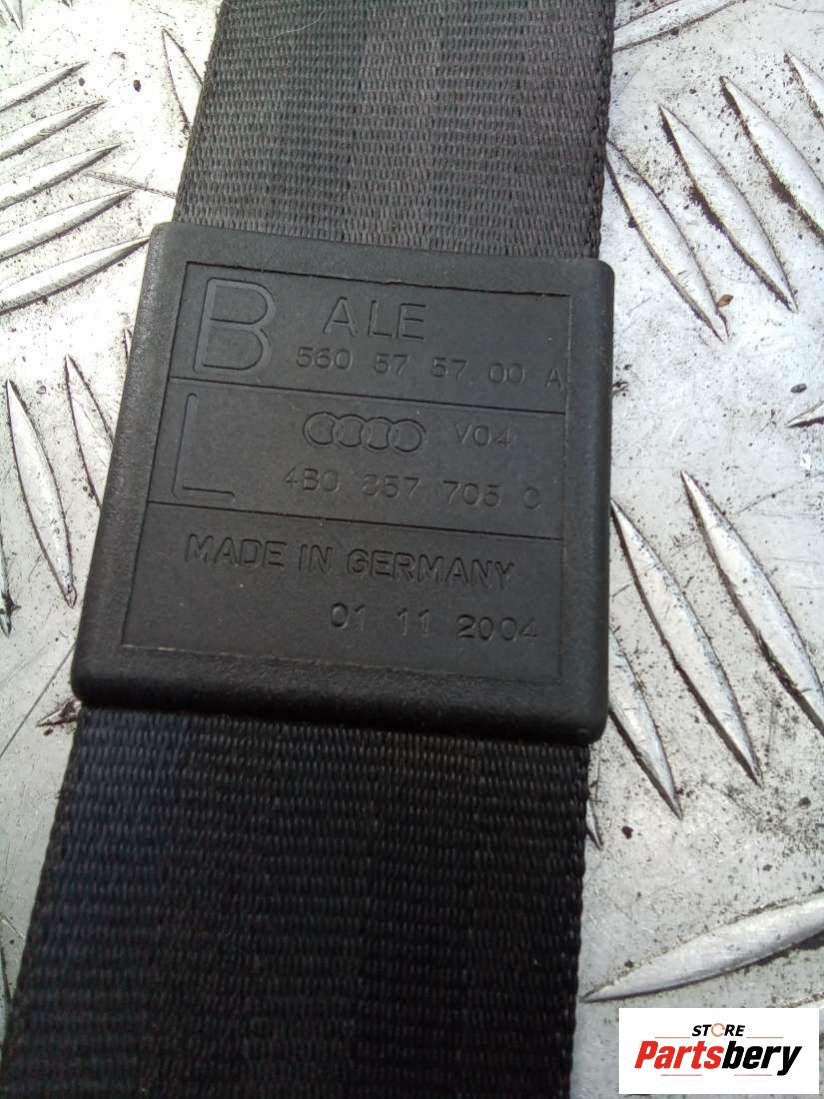 B ALE
560 57 57 00 A
L V04
4B0 857 705 C
MADE IN GERMANY
01 11 2004
STORE
Partsbery